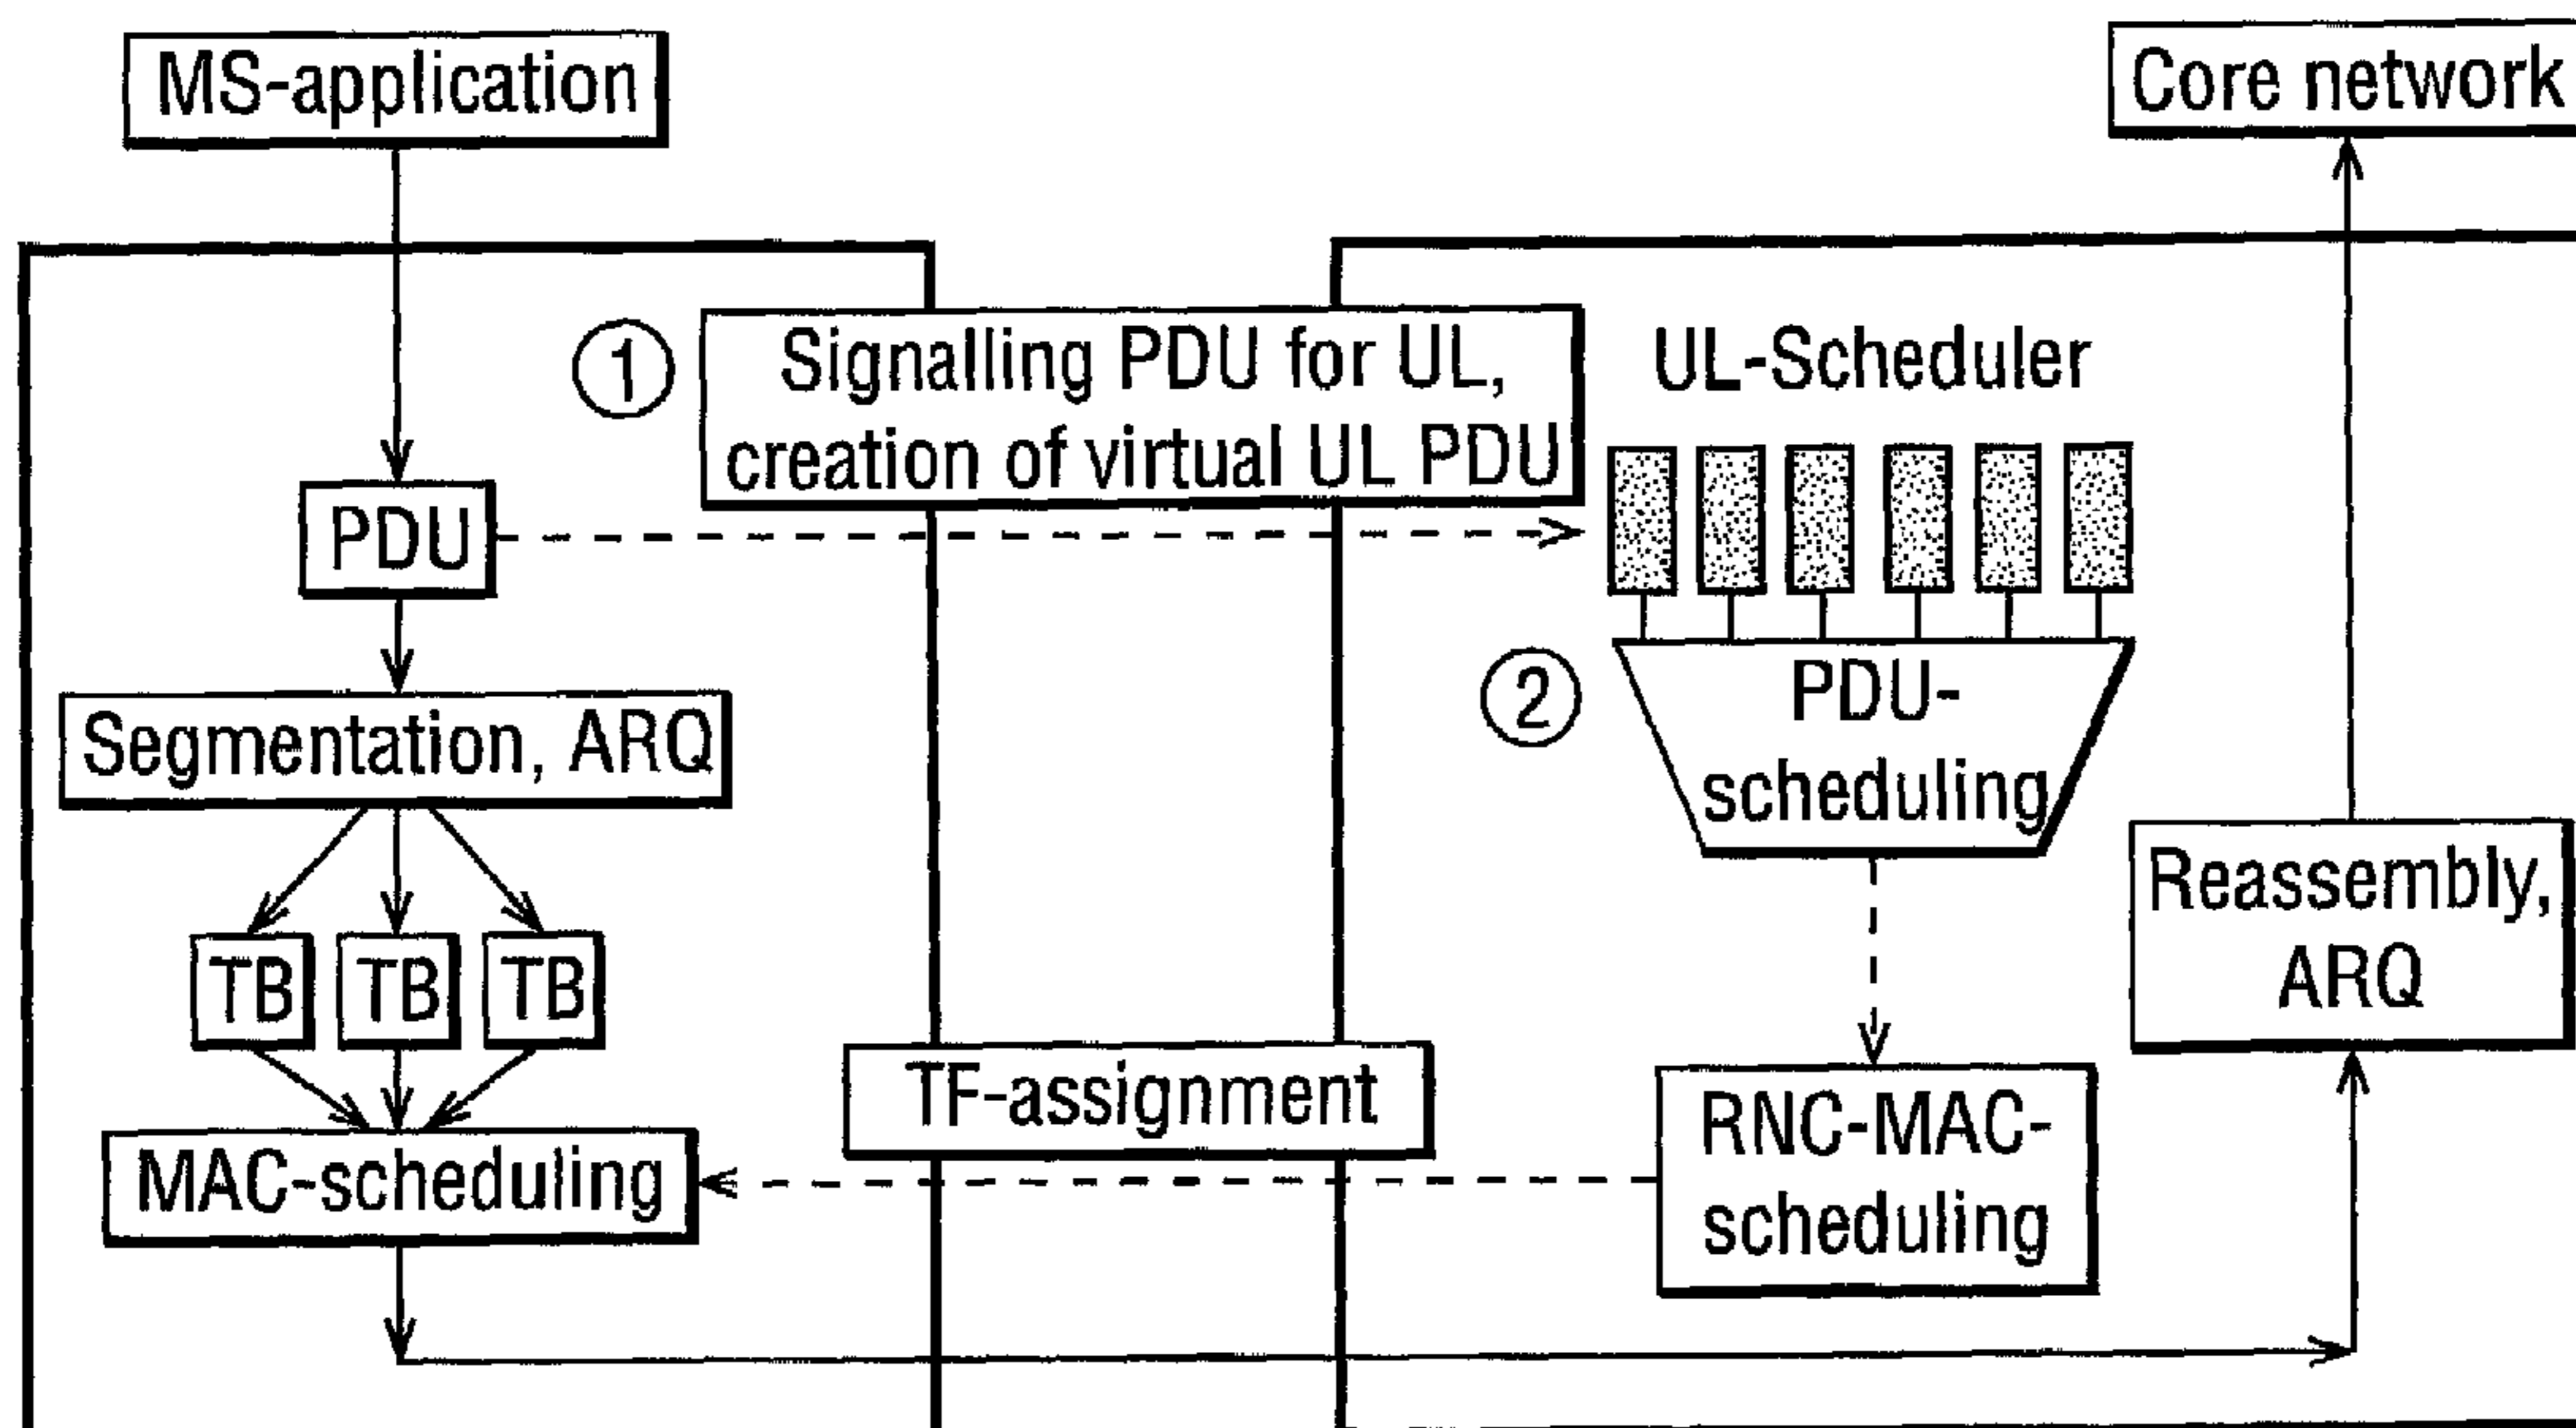 MS-application
Core network
1
Signalling PDU for UL,
creation of virtual UL PDU
UL-Scheduler
PDU
2
PDU-
scheduling
Segmentation, ARQ
Reassembly,
ARQ
TB TB TB
TF-assignment
RNC-MAC-
scheduling
MAC-scheduling